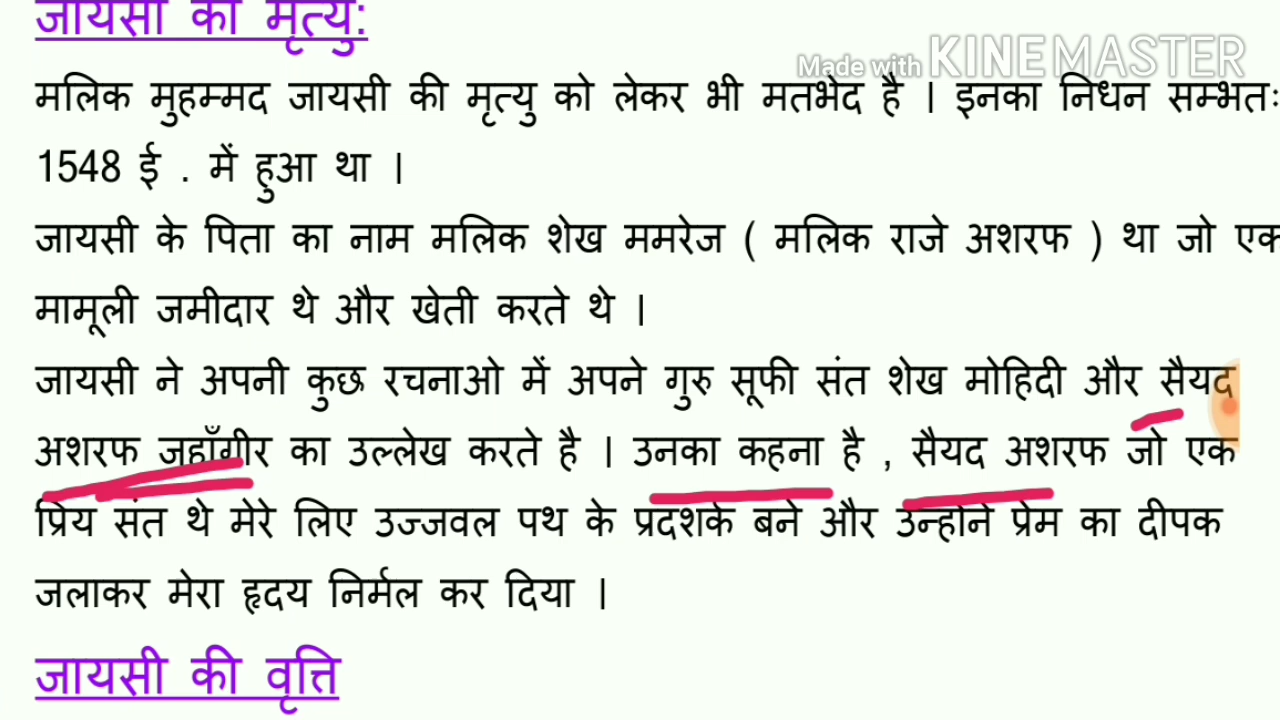 जायसी की मृत्यु:
Made with KINEMASTER
मलिक मुहम्मद जायसी की मृत्यु को लेकर भी मतभेद है । इनका निधन सम्भतः
1548 ई . में हुआ था ।
जायसी के पिता का नाम मलिक शेख ममरेज ( मलिक राजे अशरफ ) था जो एक
मामूली जमीदार थे और खेती करते थे ।
जायसी ने अपनी कुछ रचनाओ में अपने गुरु सूफी संत शेख मोहिदी और सैयद
अशरफ जहाँगीर का उल्लेख करते है । उनका कहना है , सैयद अशरफ जो एक
प्रिय संत थे मेरे लिए उज्जवल पथ के प्रदर्शक बने और उन्होंने प्रेम का दीपक
जलाकर मेरा हृदय निर्मल कर दिया ।
जायसी की वृत्ति